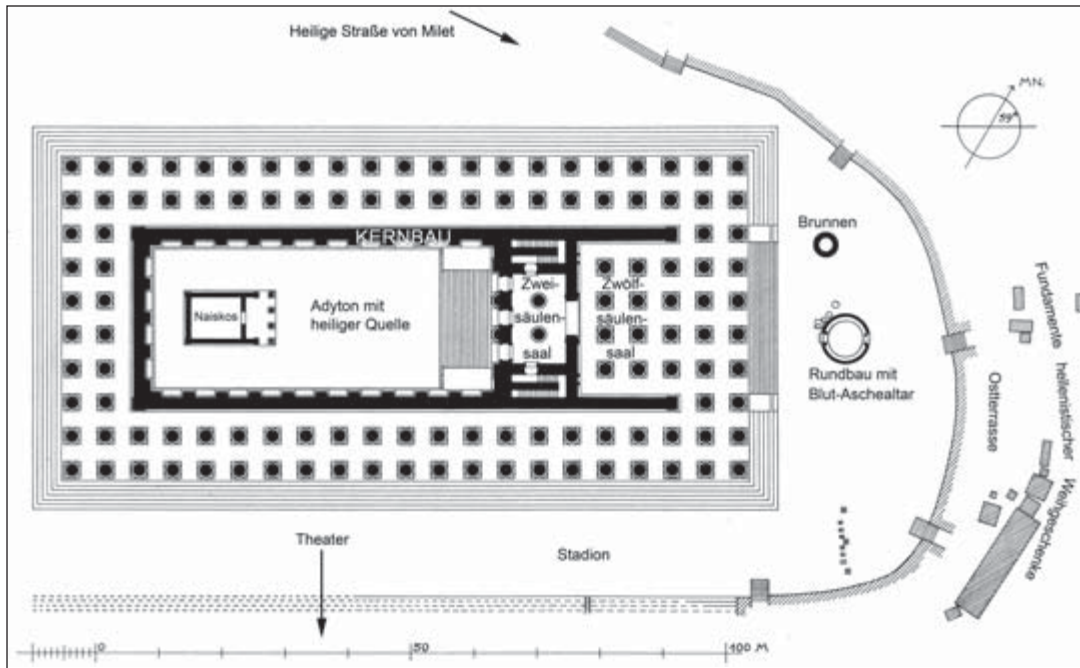 Heilige Straße von Milet
MN.
59°
KERNBAU
Brunnen
Zwei-
säulen-
saal
Zwölf-
säulen-
saal
Adyton mit
heiliger Quelle
Naiskos
Rundbau mit
Blut-Aschealtar
Fundamente hellenistischer Weihgeschenke
Ostterrasse
Theater
Stadion
0 50 100 M